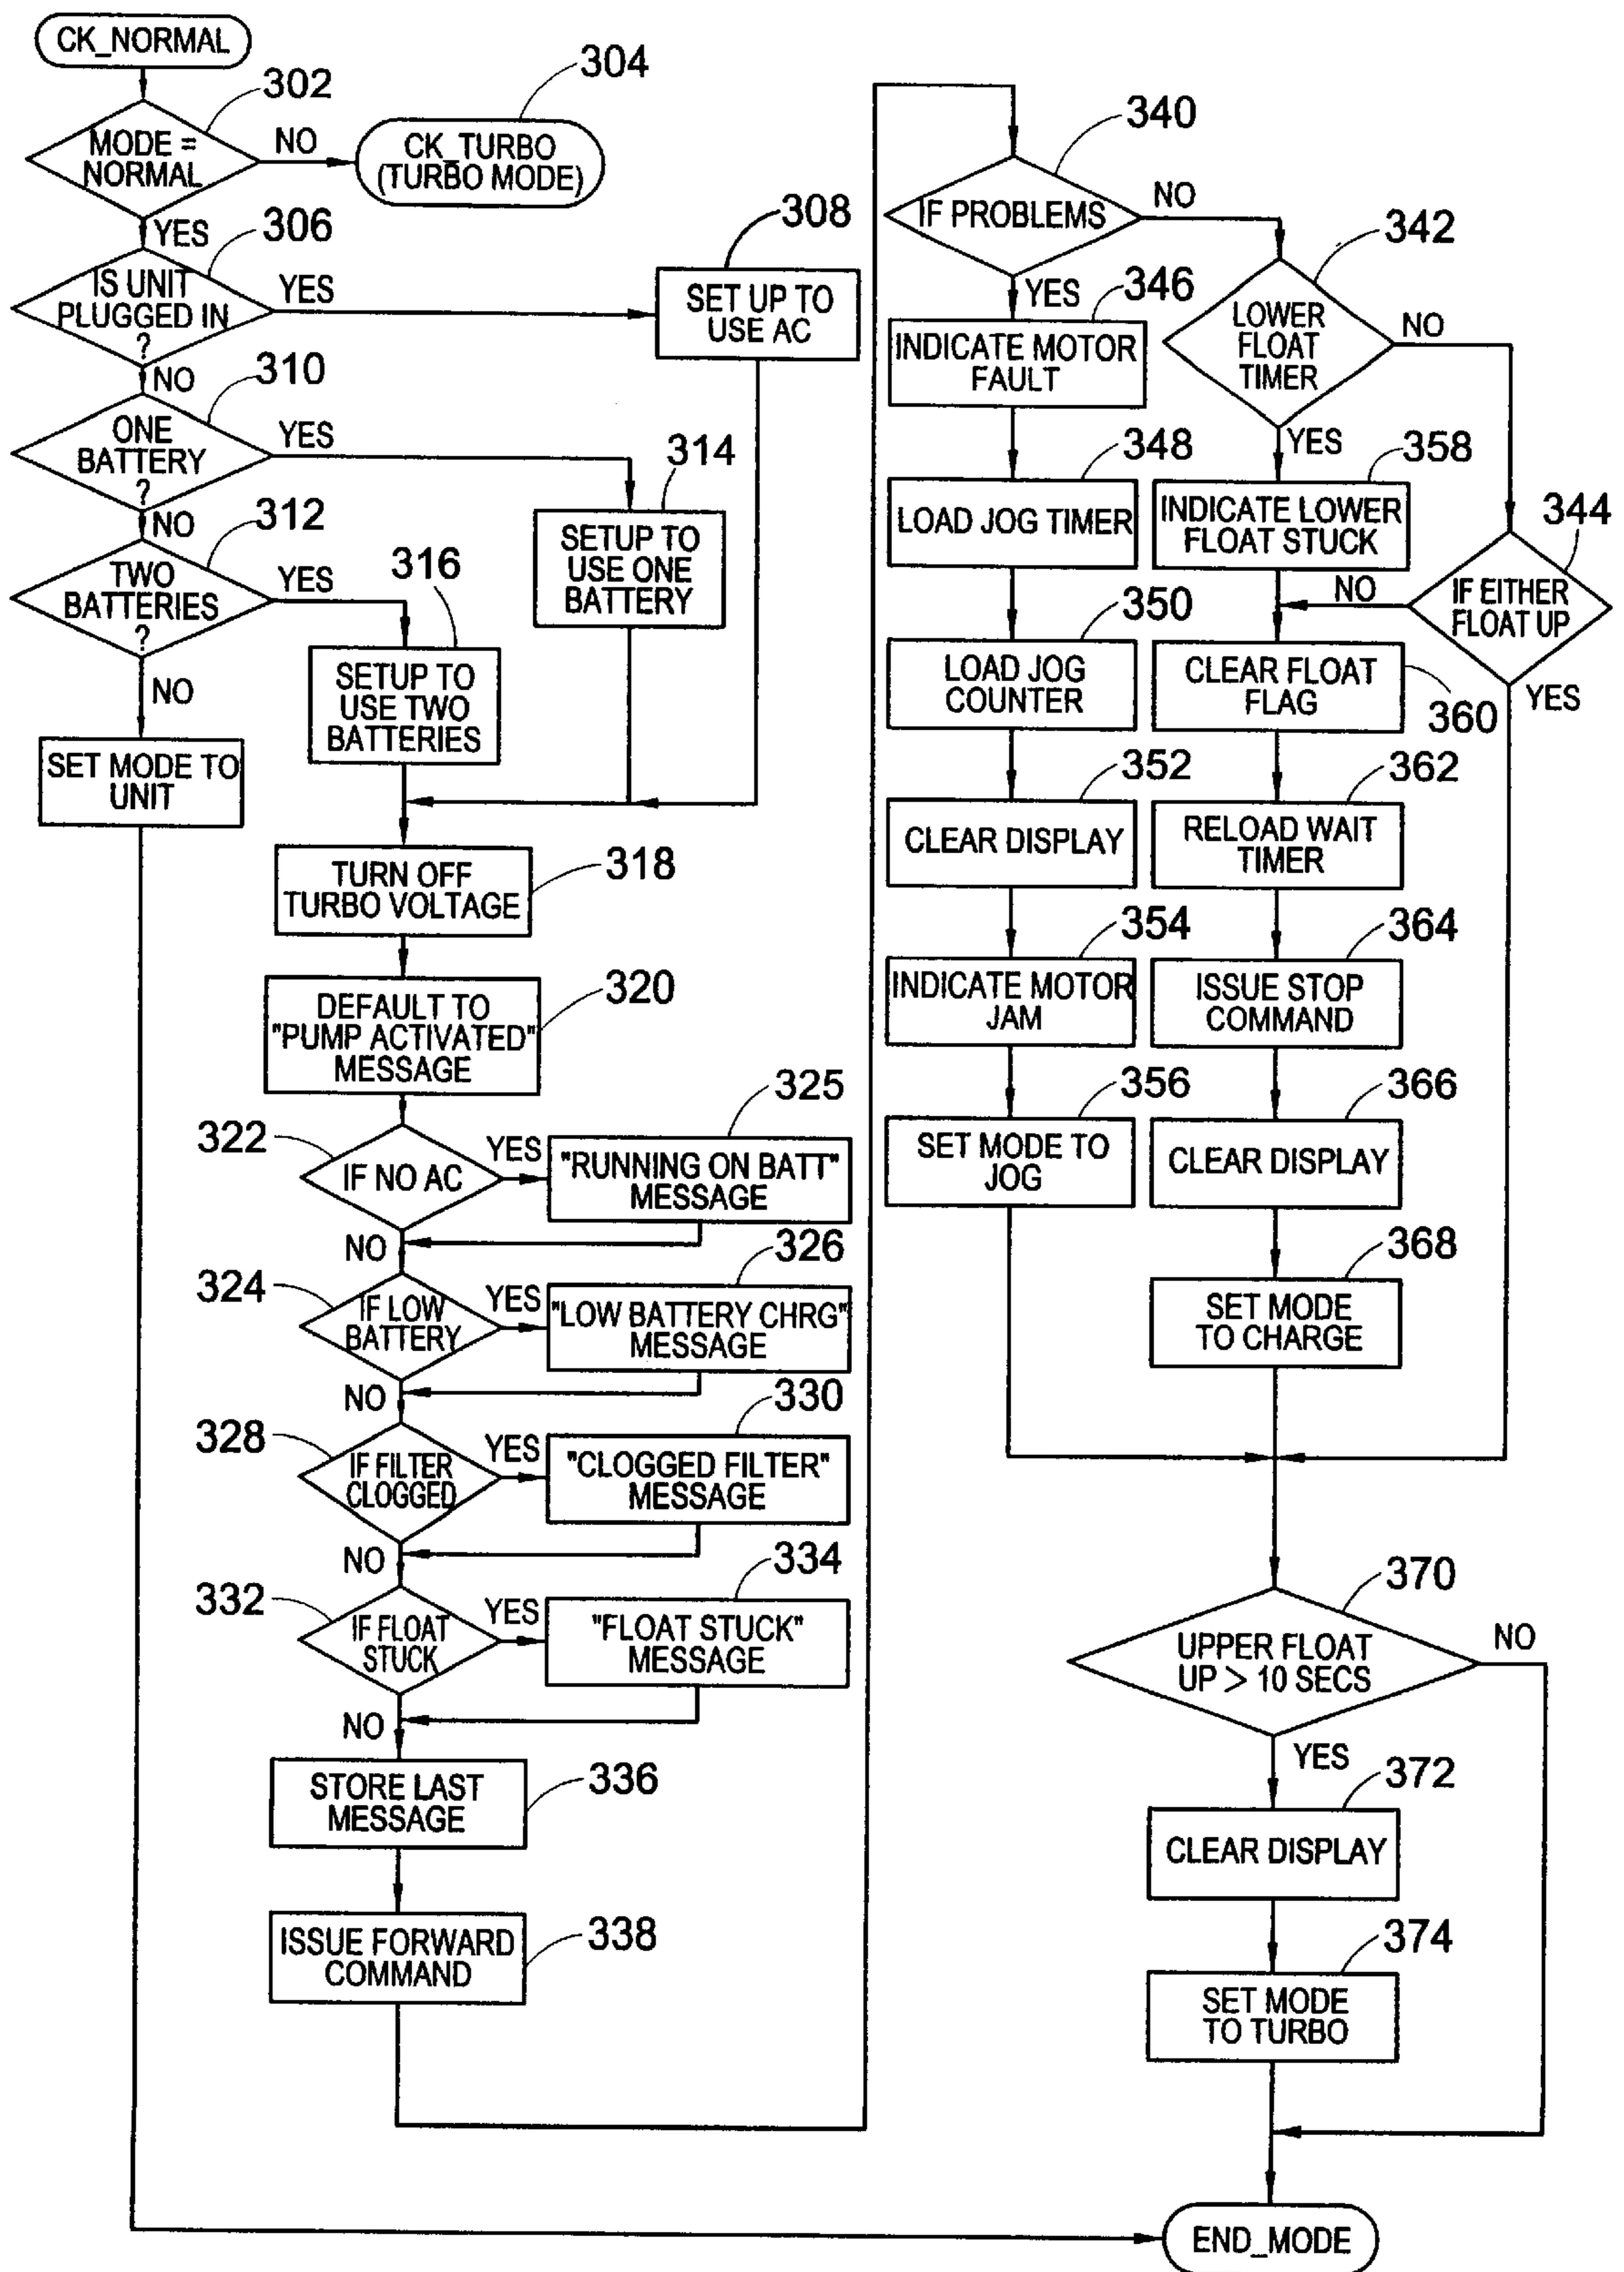 CK_NORMAL
302
MODE =
NORMAL
NO
304
CK_TURBO
(TURBO MODE)
YES
306
IS UNIT
PLUGGED IN
?
YES
308
SET UP TO
USE AC
NO
310
ONE
BATTERY
?
YES
314
SETUP TO
USE ONE
BATTERY
NO
312
TWO
BATTERIES
?
YES
316
SETUP TO
USE TWO
BATTERIES
NO
SET MODE TO
UNIT
TURN OFF
TURBO VOLTAGE
318
DEFAULT TO
"PUMP ACTIVATED"
MESSAGE
320
322
IF NO AC
YES
325
"RUNNING ON BATT"
MESSAGE
NO
324
IF LOW
BATTERY
YES
326
"LOW BATTERY CHRG"
MESSAGE
NO
328
IF FILTER
CLOGGED
YES
330
"CLOGGED FILTER"
MESSAGE
NO
332
IF FLOAT
STUCK
YES
334
"FLOAT STUCK"
MESSAGE
NO
STORE LAST
MESSAGE
336
ISSUE FORWARD
COMMAND
338
340
IF PROBLEMS
NO
YES
346
INDICATE MOTOR
FAULT
348
LOAD JOG TIMER
350
LOAD JOG
COUNTER
352
CLEAR DISPLAY
354
INDICATE MOTOR
JAM
356
SET MODE TO
JOG
342
LOWER
FLOAT
TIMER
NO
YES
358
INDICATE LOWER
FLOAT STUCK
344
IF EITHER
FLOAT UP
NO
YES
CLEAR FLOAT
FLAG
360
362
RELOAD WAIT
TIMER
364
ISSUE STOP
COMMAND
366
CLEAR DISPLAY
368
SET MODE
TO CHARGE
370
UPPER FLOAT
UP > 10 SECS
NO
YES
372
CLEAR DISPLAY
374
SET MODE
TO TURBO
END_MODE